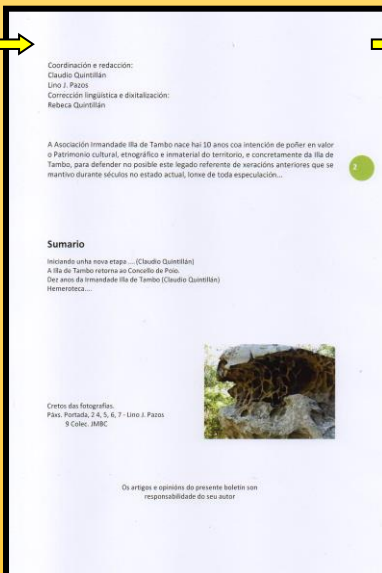 Coordinación e redacción:
Claudio Quintillán
Lino J. Pazos
Corrección lingüística e dixitalización:
Rebeca Quintillán
A Asociación Irmandade Illa de Tambo nace hai 10 anos coa intención de poñer en valor
o Patrimonio cultural, etnográfico e inmaterial do territorio, e concretamente da Illa de
Tambo, para defender no posible este legado referente de xeracións anteriores que se
mantivo durante séculos no estado actual, lonxe de toda especulación...
2
Sumario
Iniciando unha nova etapa .... (Claudio Quintillán)
A Illa de Tambo retorna ao Concello de Poio.
Dez anos da Irmandade Illa de Tambo (Claudio Quintillán)
Hemeroteca....
Cretos das fotografías.
Páxs. Portada, 2 4, 5, 6, 7 - Lino J. Pazos
9 Colec. JMBC
Os artigos e opinións do presente boletín son
responsabilidade do seu autor